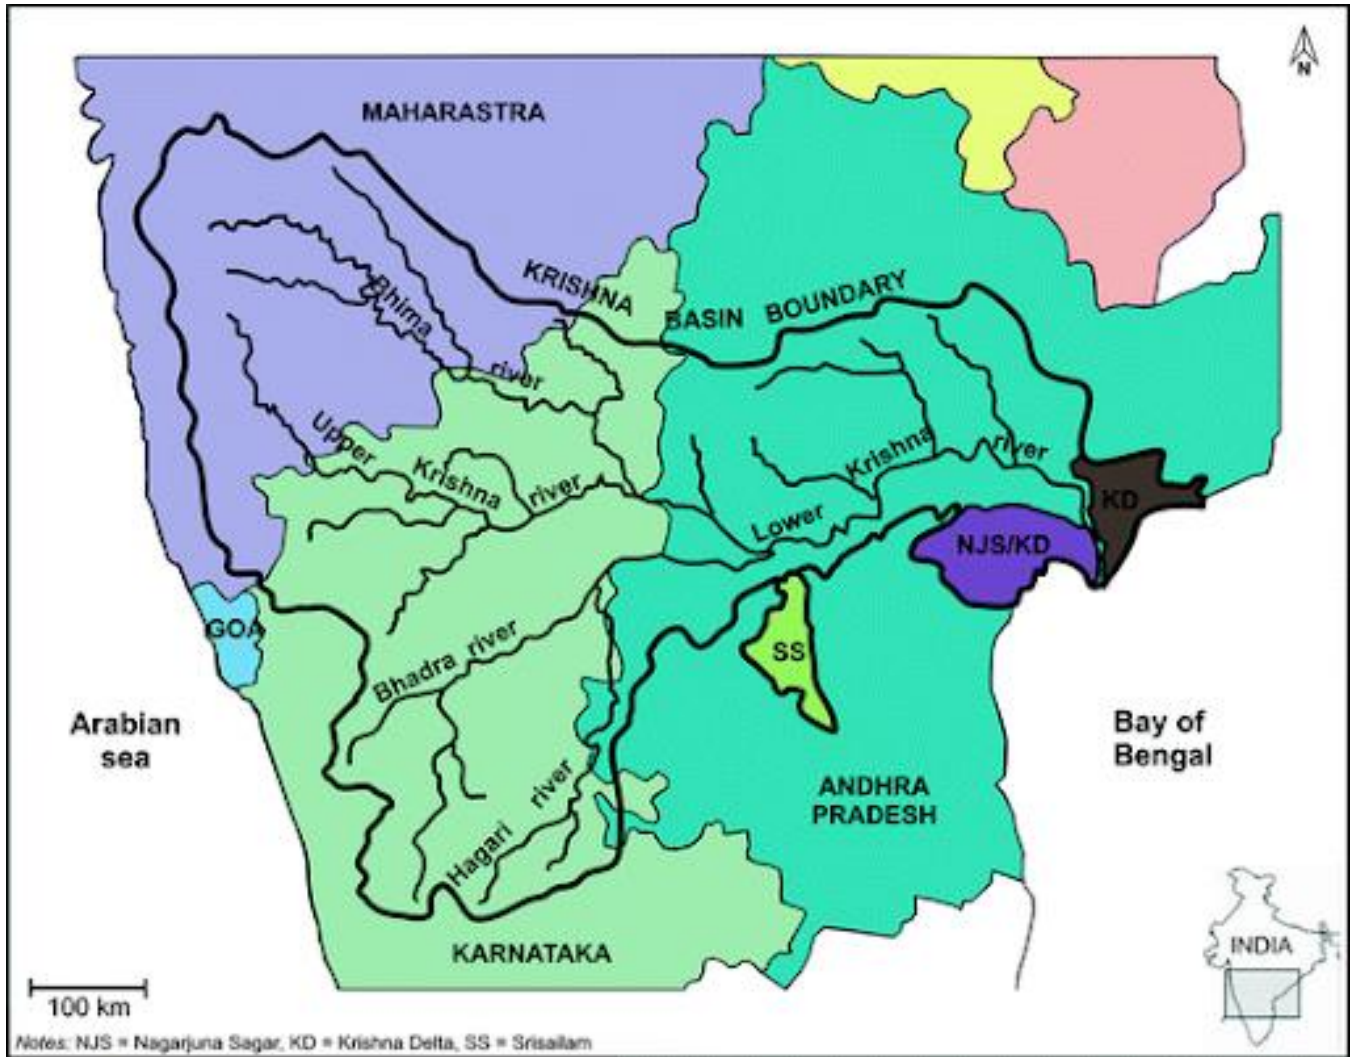 N
MAHARASTRA
KRISHNA BASIN BOUNDARY
Bhima river
Upper Krishna river
Krishna river
Lower
KD
NJS/KD
GOA
SS
Bhadra river
Arabian
sea
Bay of
Bengal
Hagari river
ANDHRA
PRADESH
KARNATAKA
INDIA
100 km
Notes: NJS = Nagarjuna Sagar, KD = Krishna Delta, SS = Srisailam